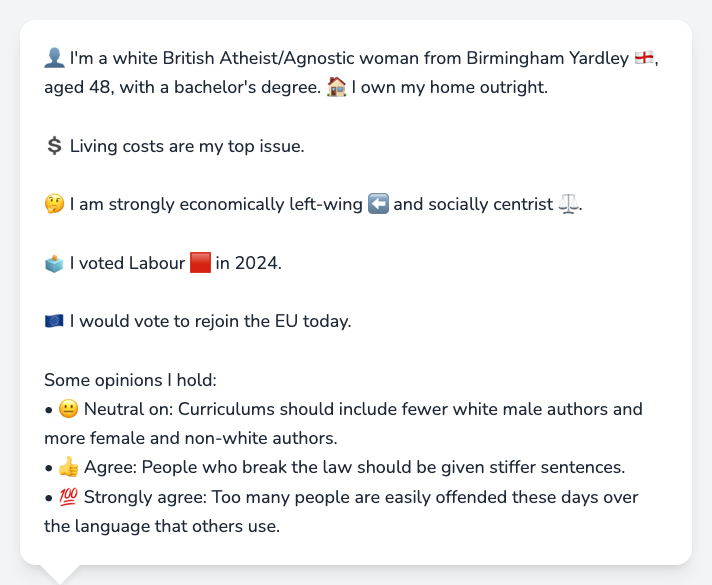 👤 I'm a white British Atheist/Agnostic woman from Birmingham Yardley 🏴󠁧󠁢󠁥󠁮󠁧󠁿,
aged 48, with a bachelor's degree. 🏠 I own my home outright.
💲 Living costs are my top issue.
🤔 I am strongly economically left-wing ⬅️ and socially centrist ⚖️.
🗳️ I voted Labour 🟥 in 2024.
🇪🇺 I would vote to rejoin the EU today.
Some opinions I hold:
• 😐 Neutral on: Curriculums should include fewer white male authors and
more female and non-white authors.
• 👍 Agree: People who break the law should be given stiffer sentences.
• 💯 Strongly agree: Too many people are easily offended these days over
the language that others use.